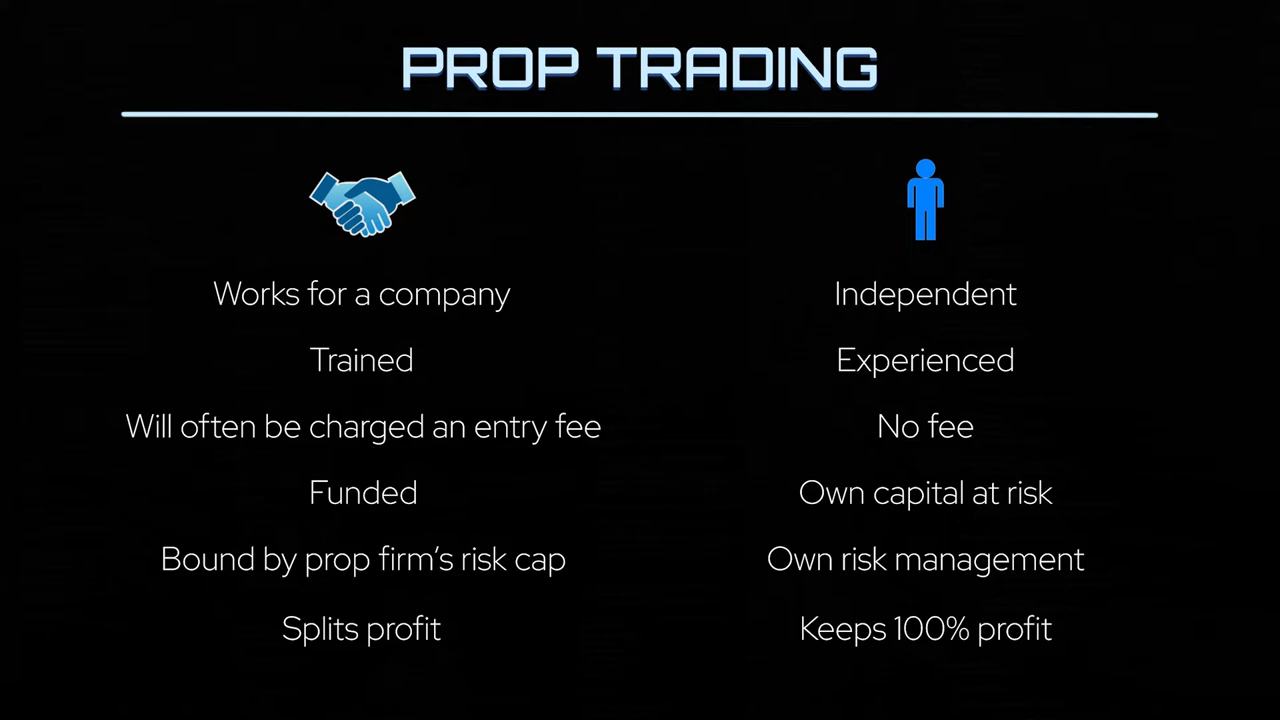 PROP TRADING
Works for a company
Independent
Trained
Experienced
Will often be charged an entry fee
No fee
Funded
Own capital at risk
Bound by prop firm’s risk cap
Own risk management
Splits profit
Keeps 100% profit